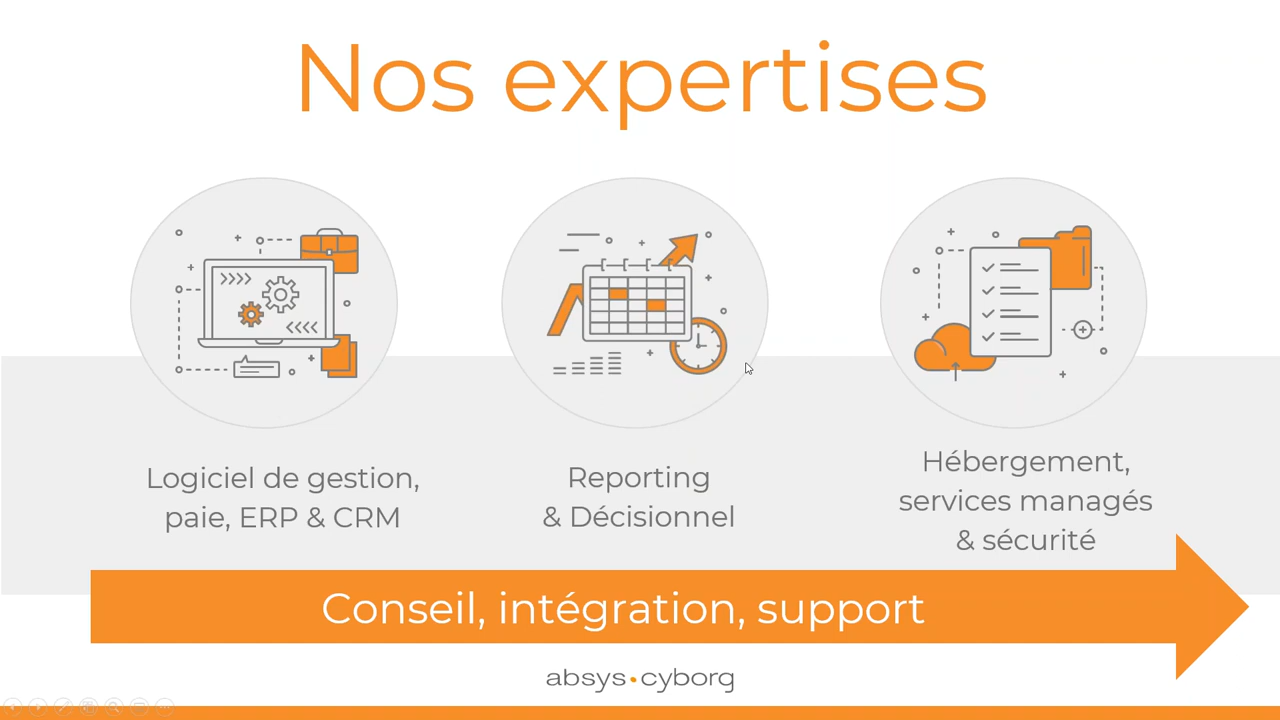 Nos expertises
Logiciel de gestion,
paie, ERP & CRM
Reporting
& Décisionnel
Hébergement,
services managés
& sécurité
Conseil, intégration, support
absys•cyborg